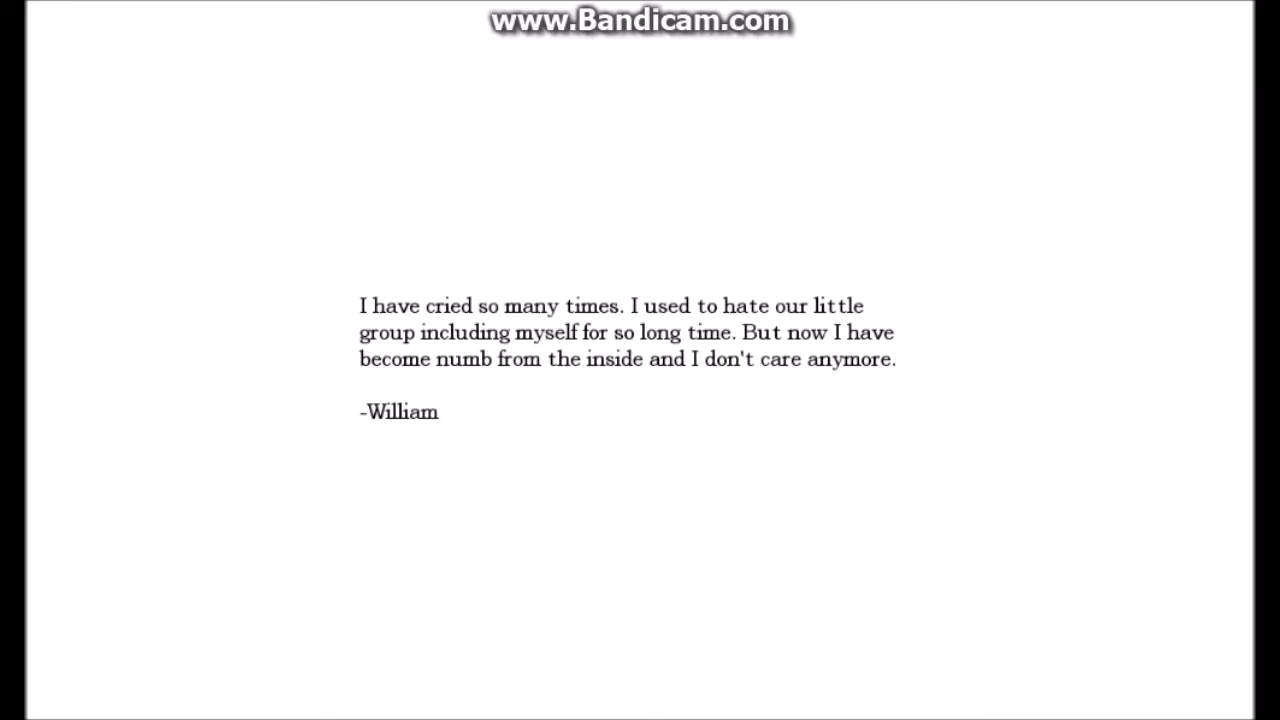 www.Bandicam.com
I have cried so many times. I used to hate our little
group including myself for so long time. But now I have
become numb from the inside and I don't care anymore.
-William